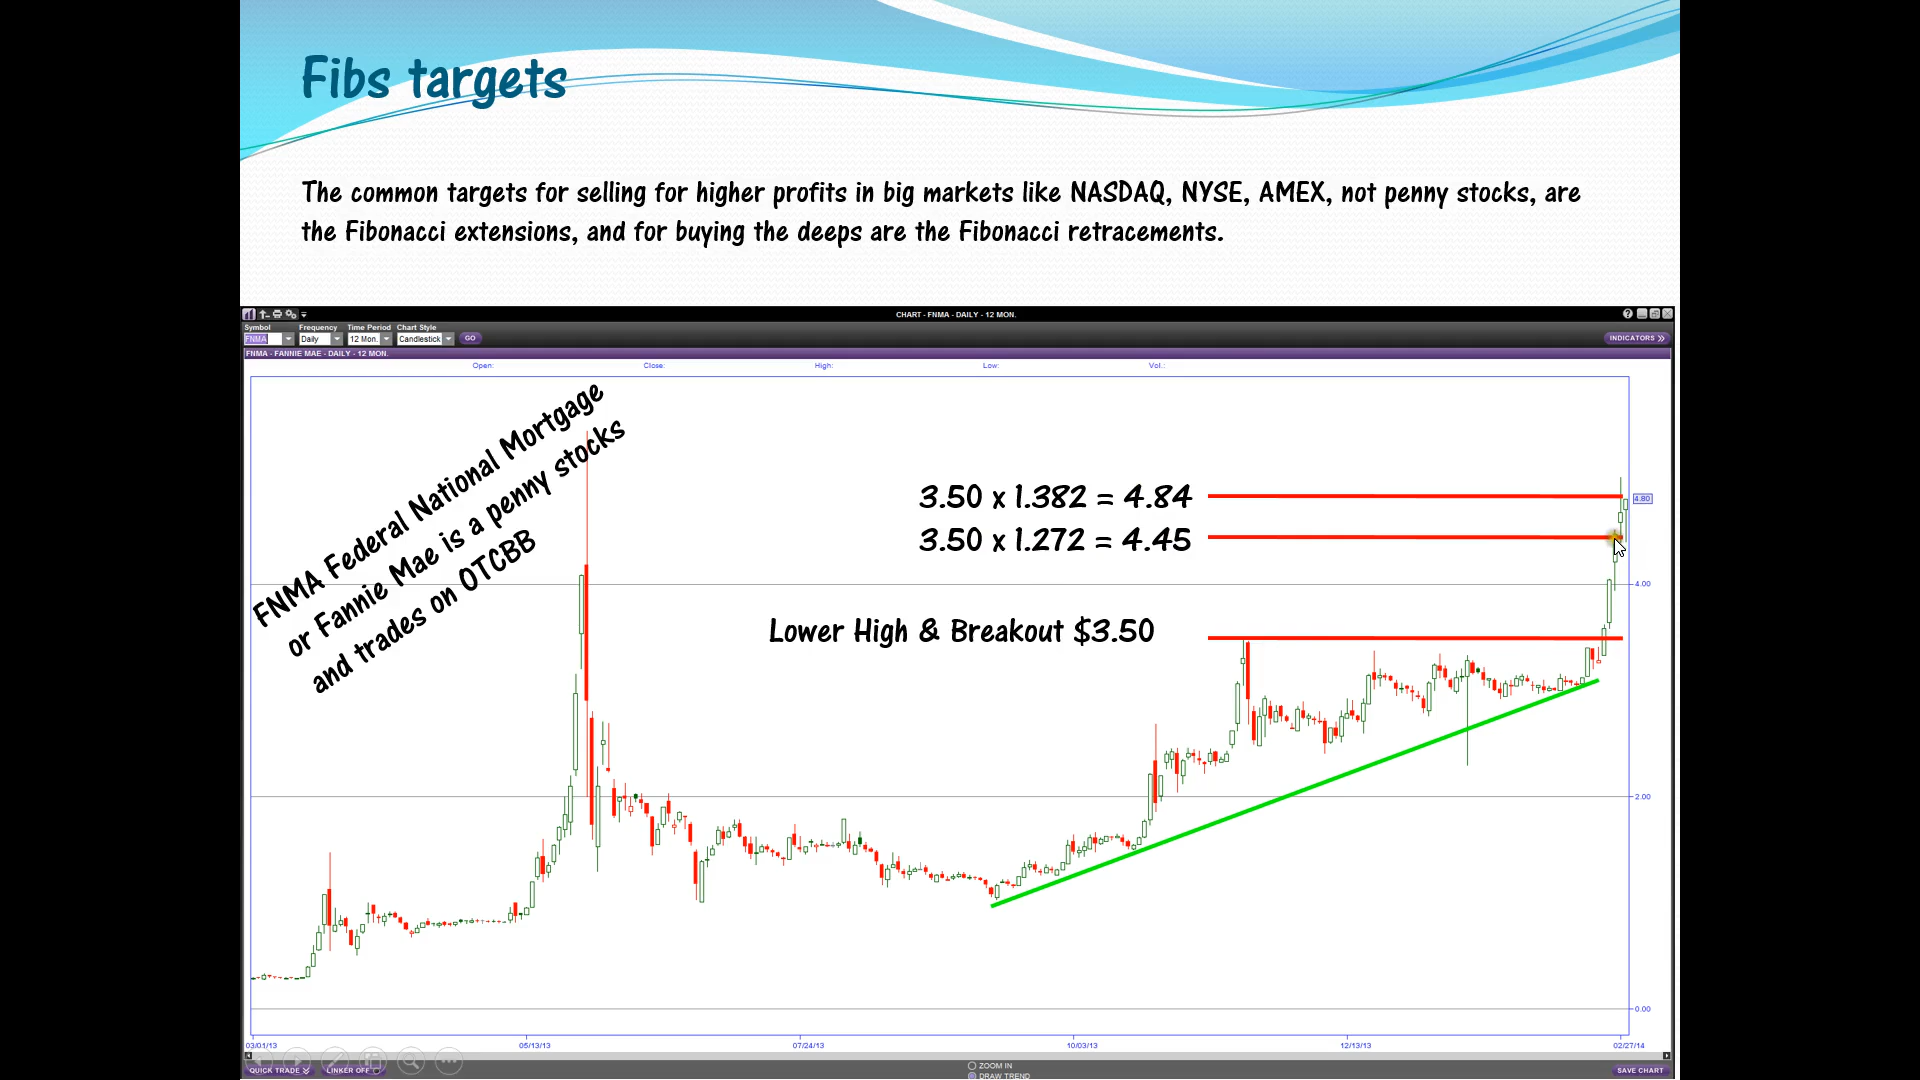 Fibs targets
The common targets for selling for higher profits in big markets like NASDAQ, NYSE, AMEX, not penny stocks, are
the Fibonacci extensions, and for buying the deeps are the Fibonacci retracements.
CHART - FNMA - DAILY - 12 MON.
Symbol Frequency Time Period Chart Style
FNMA Daily 12 Mon. Candlestick GO INDICATORS
FNMA - FANNIE MAE - DAILY - 12 MON.
Open: Close: High: Low: Vol.:
FNMA Federal National Mortgage
or Fannie Mae is a penny stocks
and trades on OTCBB
3.50 x 1.382 = 4.84
4.80
3.50 x 1.272 = 4.45
4.00
Lower High & Breakout $3.50
2.00
0.00
03/01/13 05/13/13 07/24/13 10/03/13 12/13/13 02/27/14
QUICK TRADE LINKER OFF ZOOM IN SAVE CHART
DRAW TREND